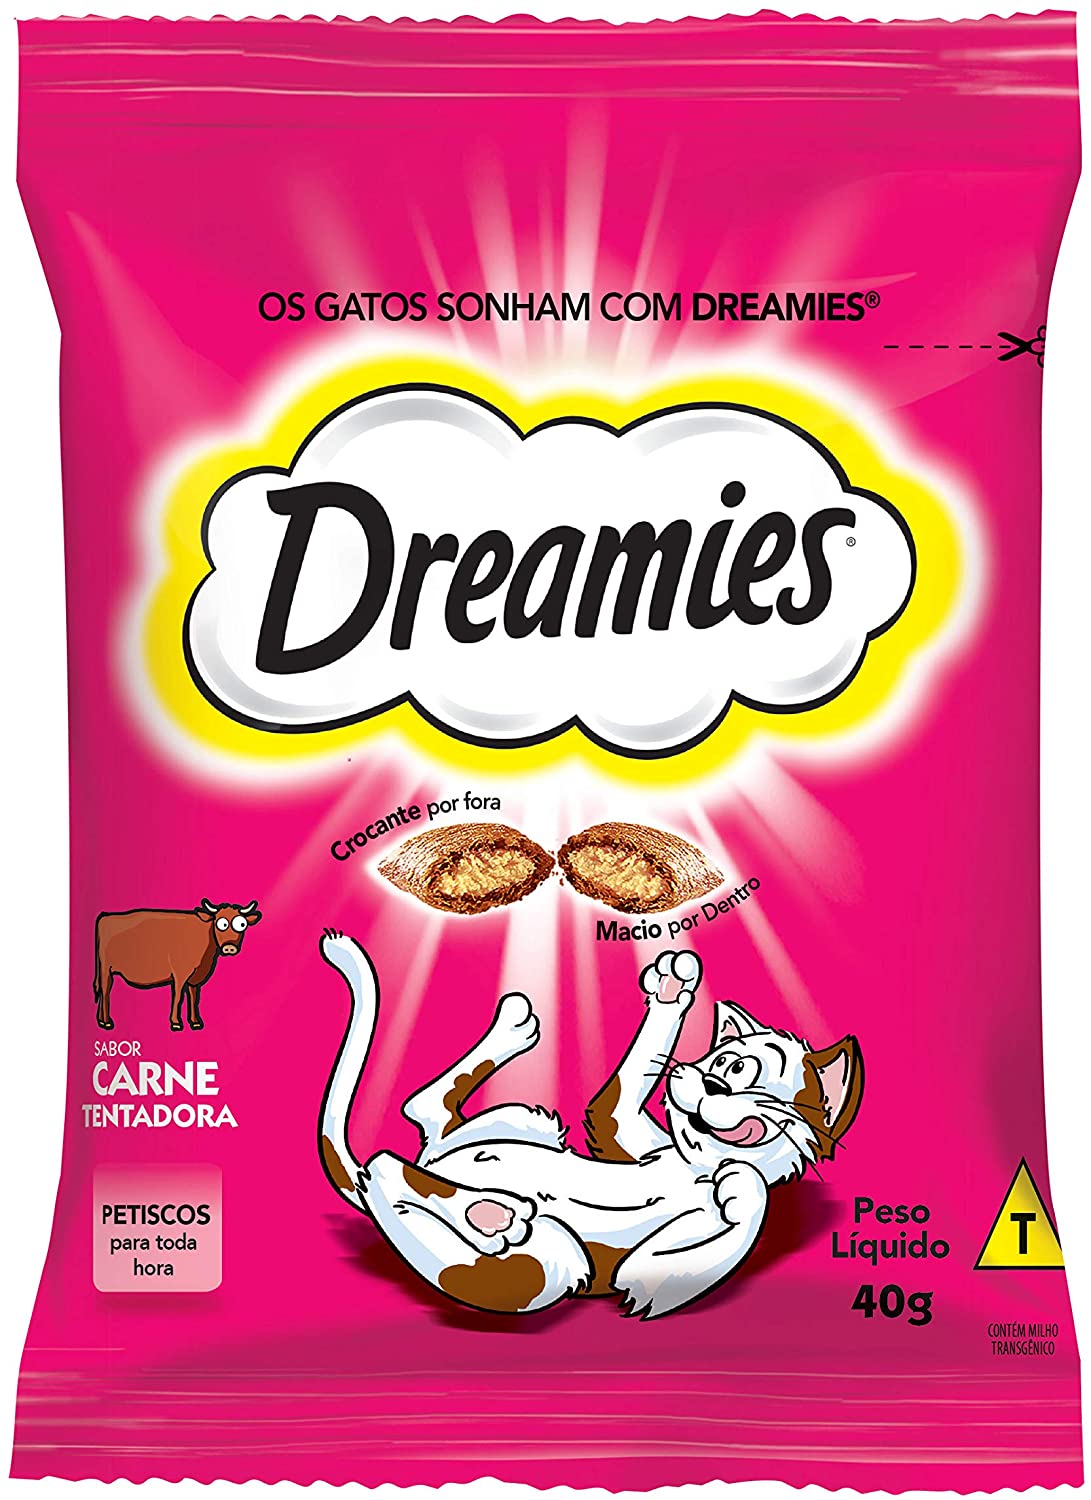 OS GATOS SONHAM COM DREAMIES®
Dreamies®
Crocante por fora
Macio por Dentro
SABOR
CARNE
TENTADORA
PETISCOS
para toda
hora
Peso
Líquido
40g
T
CONTÉM MILHO
TRANSGÊNICO